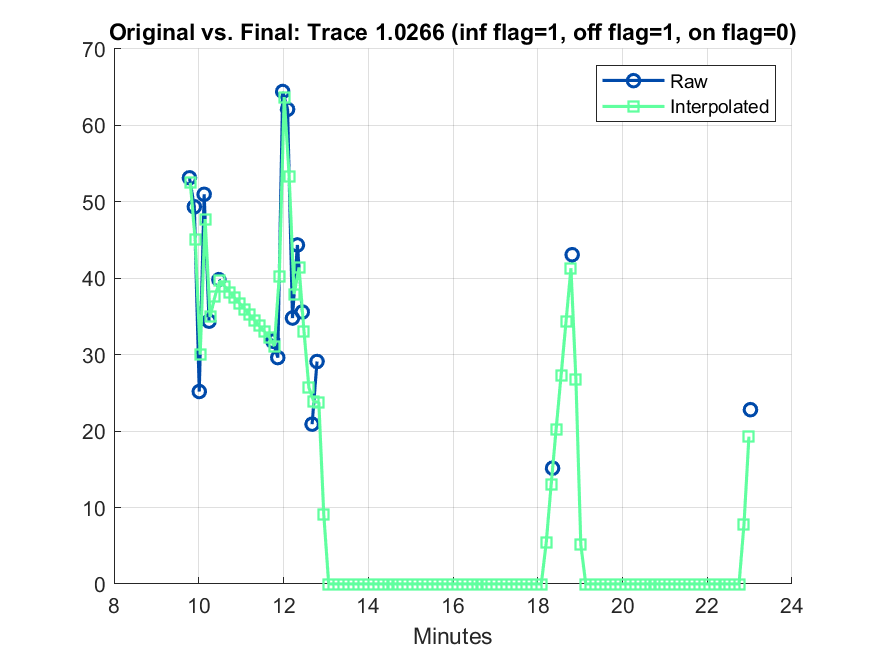 Original vs. Final: Trace 1.0266 (inf flag=1, off flag=1, on flag=0)
70
60
50
40
30
20
10
0
Raw
Interpolated
8 10 12 14 16 18 20 22 24
Minutes